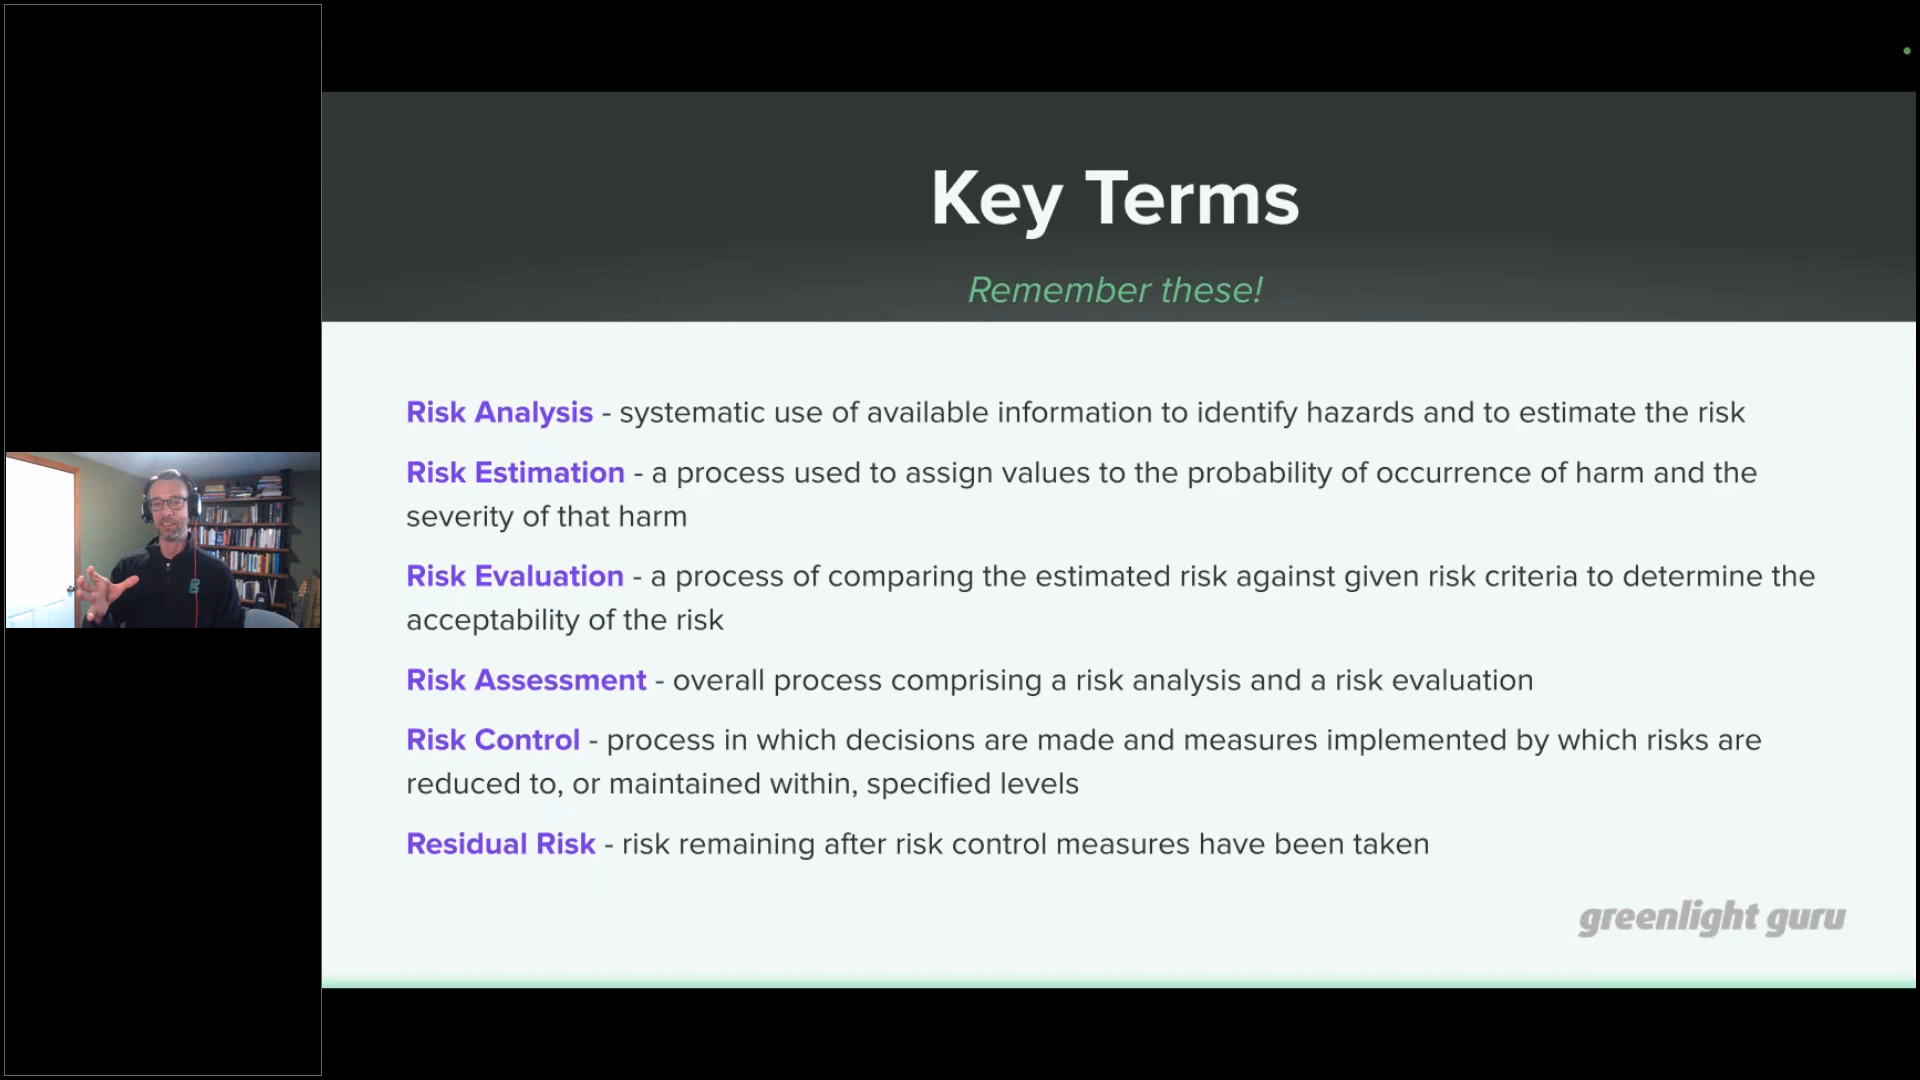 Key Terms
Remember these!
Risk Analysis - systematic use of available information to identify hazards and to estimate the risk
Risk Estimation - a process used to assign values to the probability of occurrence of harm and the
severity of that harm
Risk Evaluation - a process of comparing the estimated risk against given risk criteria to determine the
acceptability of the risk
Risk Assessment - overall process comprising a risk analysis and a risk evaluation
Risk Control - process in which decisions are made and measures implemented by which risks are
reduced to, or maintained within, specified levels
Residual Risk - risk remaining after risk control measures have been taken
greenlight guru